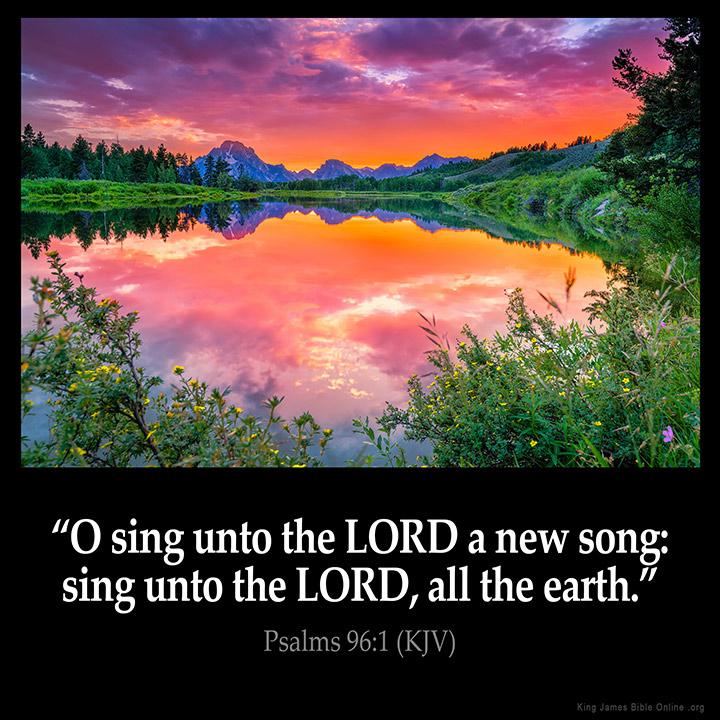 “O sing unto the LORD a new song:
sing unto the LORD, all the earth.”
Psalms 96:1 (KJV)
King James Bible Online .org